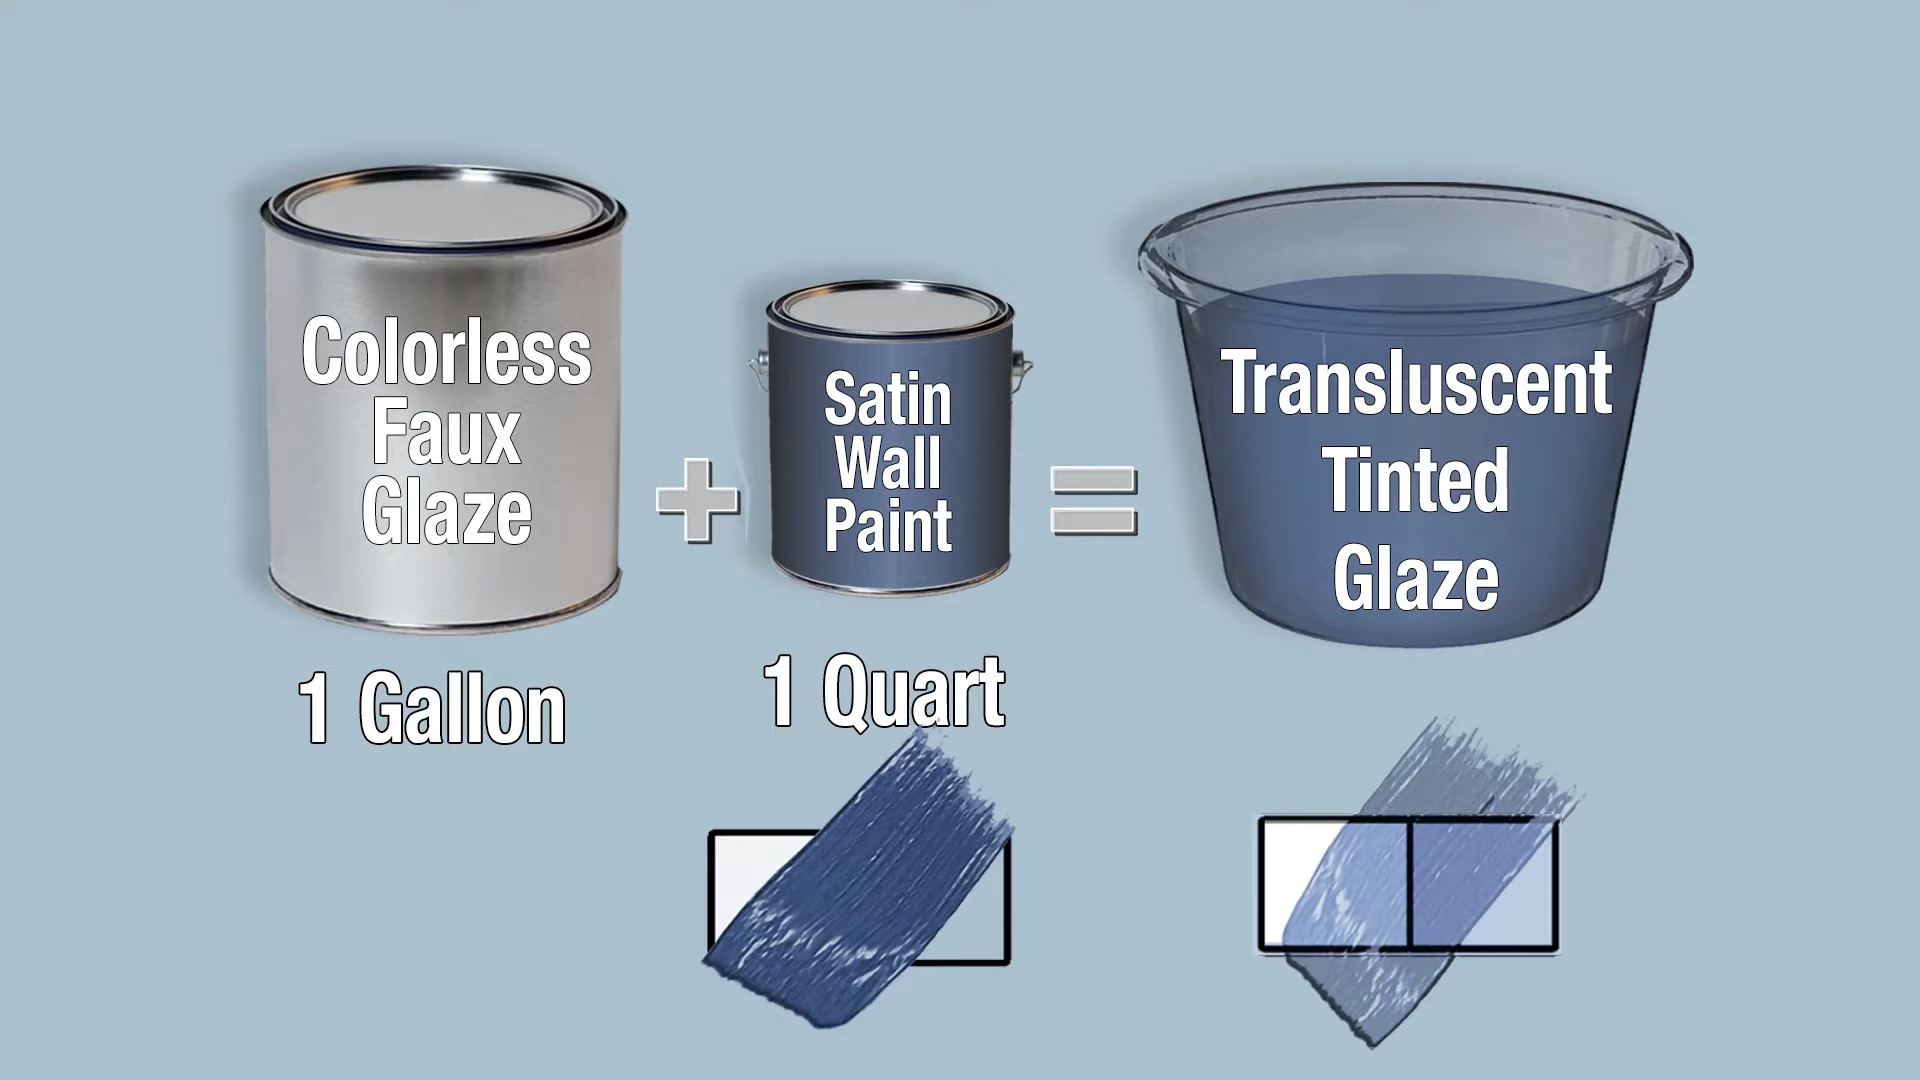 Colorless
Faux
Glaze
1 Gallon
Satin
Wall
Paint
1 Quart
Transluscent
Tinted
Glaze